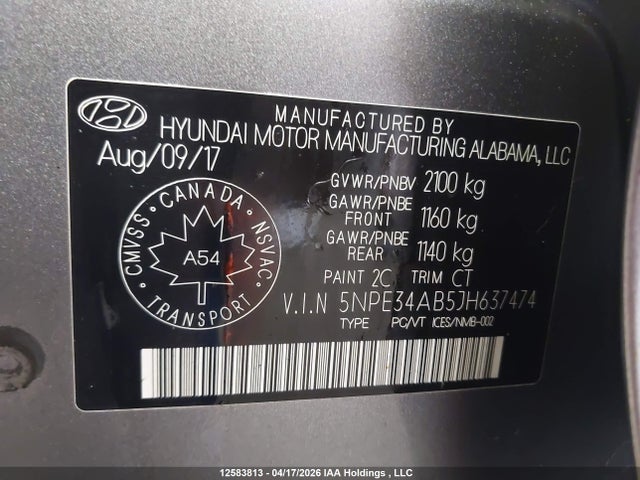 MANUFACTURED BY
HYUNDAI MOTOR MANUFACTURING ALABAMA, LLC
Aug/09/17
GVWR/PNBV 2100 kg
GAWR/PNBE
FRONT 1160 kg
GAWR/PNBE
REAR 1140 kg
PAINT 2C TRIM CT
CANADA
CMVSS
NSVAC
A54
V.I.N 5NPE34AB5JH637474
TYPE PC/VT ICES/NMB-002
12583813 - 04/17/2026 IAA Holdings , LLC